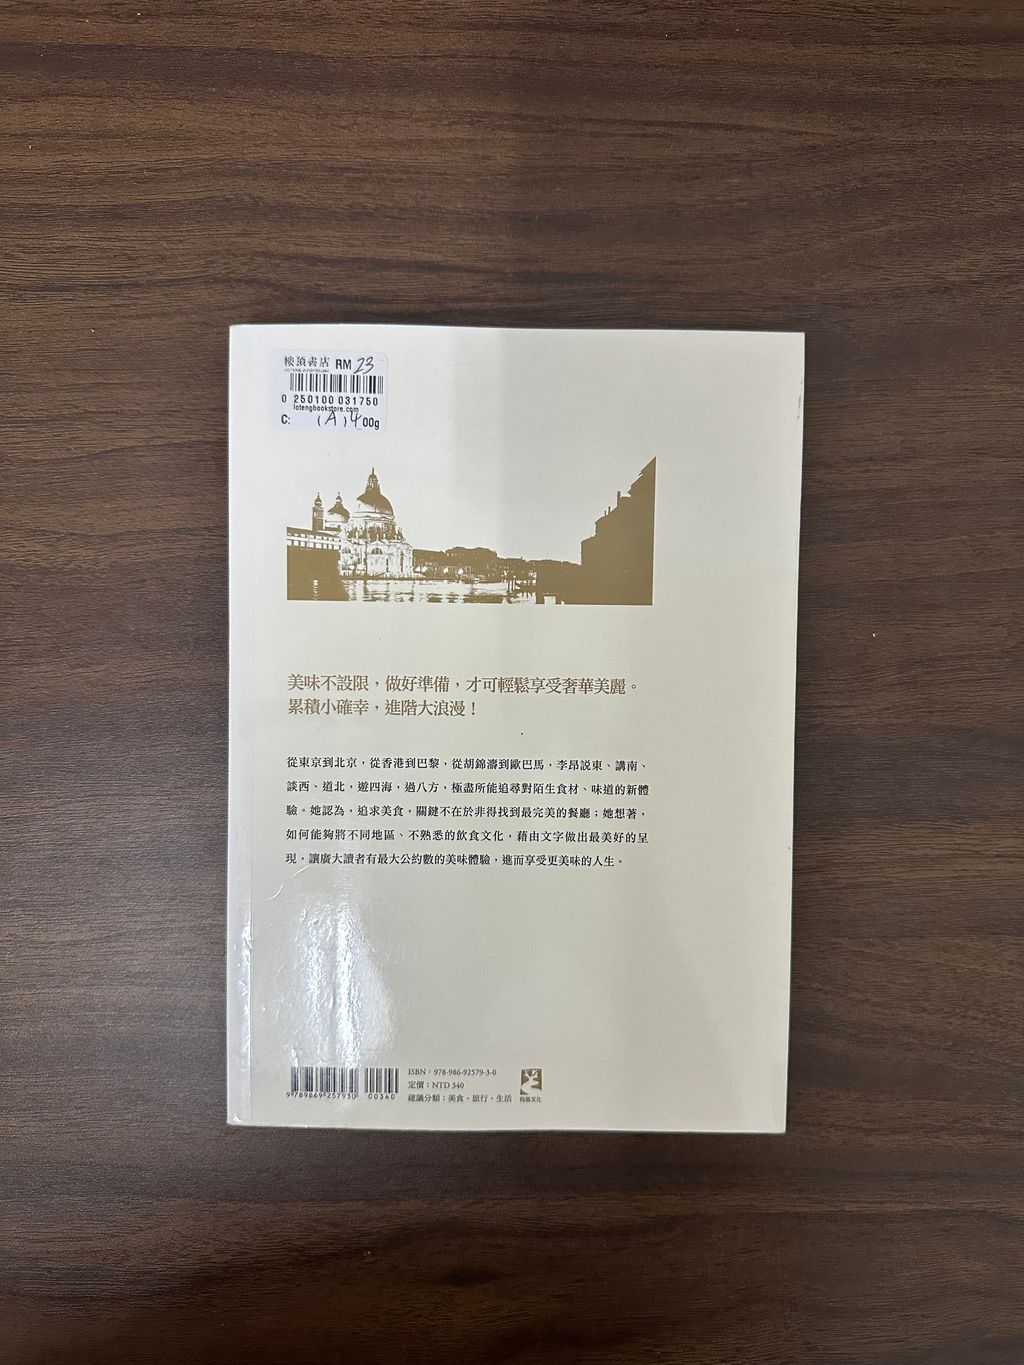 樓頂書店 RM 23
0 250100 031750
lotengbookstore.com
C: (A) 4 00g
美味不設限，做好準備，才可輕鬆享受奢華美麗。
累積小確幸，進階大浪漫！
從東京到北京，從香港到巴黎，從胡錦濤到歐巴馬，李昂說東、講南、
談西、道北，遊四海，過八方，極盡所能追尋對陌生食材、味道的新體
驗。她認為，追求美食，關鍵不在於非得找到最完美的餐廳；她想著，
如何能夠將不同地區、不熟悉的飲食文化，藉由文字做出最美好的呈
現，讓廣大讀者有最大公約數的美味體驗，進而享受更美味的人生。
ISBN：978-986-92579-3-0
定價：NTD 340
建議分類：美食，旅行，生活
9 789869 257930 00340
有鹿文化